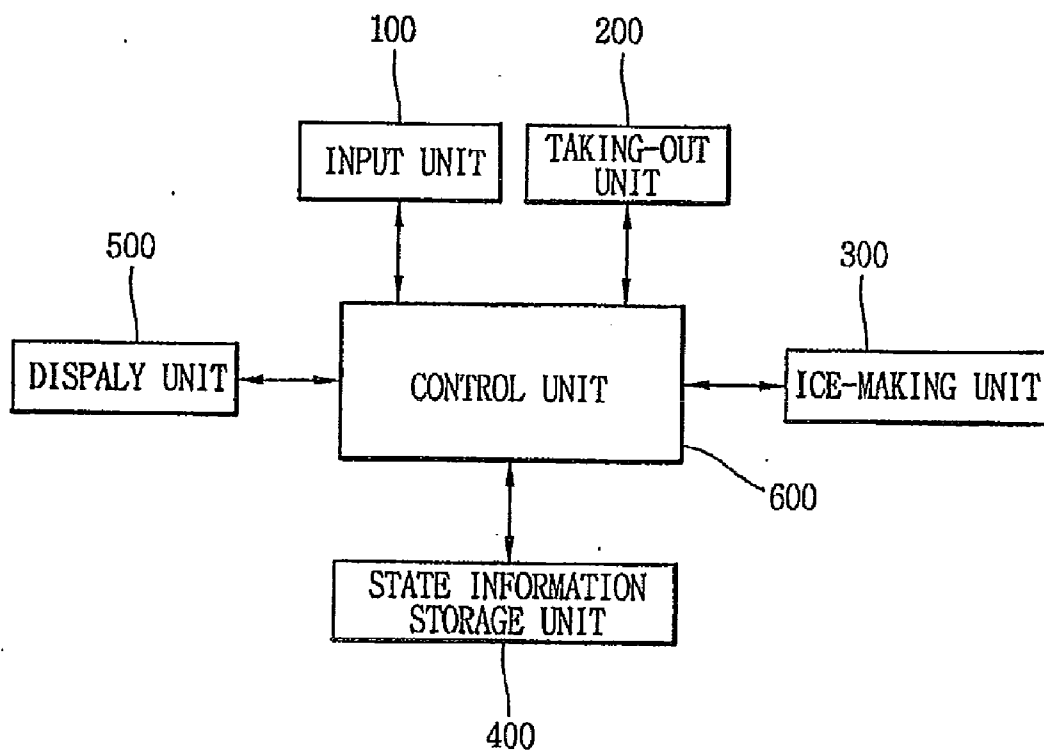 100
200
INPUT UNIT
TAKING-OUT
UNIT
500
300
DISPALY UNIT
CONTROL UNIT
ICE-MAKING UNIT
600
STATE INFORMATION
STORAGE UNIT
400